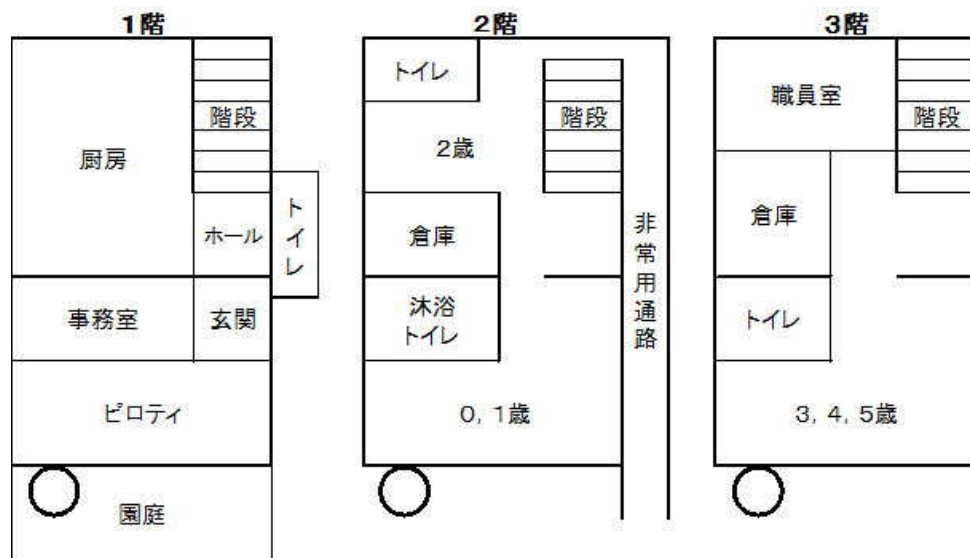 1階
厨房
階段
ホール
トイレ
事務室
玄関
ピロティ
園庭
2階
トイレ
2歳
階段
倉庫
沐浴
トイレ
非常用通路
0, 1歳
3階
職員室
階段
倉庫
トイレ
3, 4, 5歳